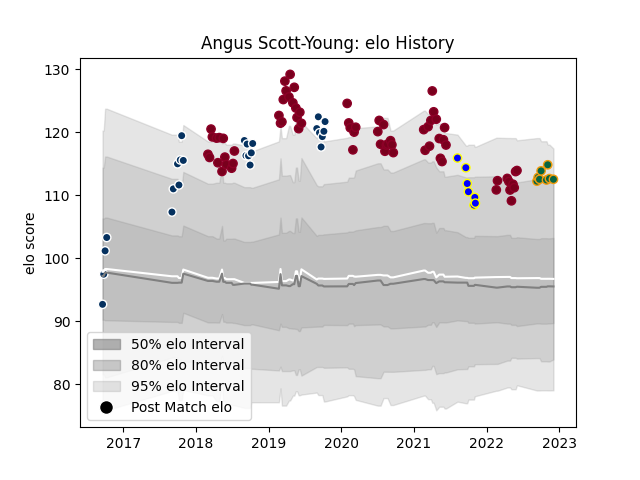 Angus Scott-Young: elo History
elo score
130
120
110
100
90
80
50% elo Interval
80% elo Interval
95% elo Interval
Post Match elo
2017 2018 2019 2020 2021 2022 2023